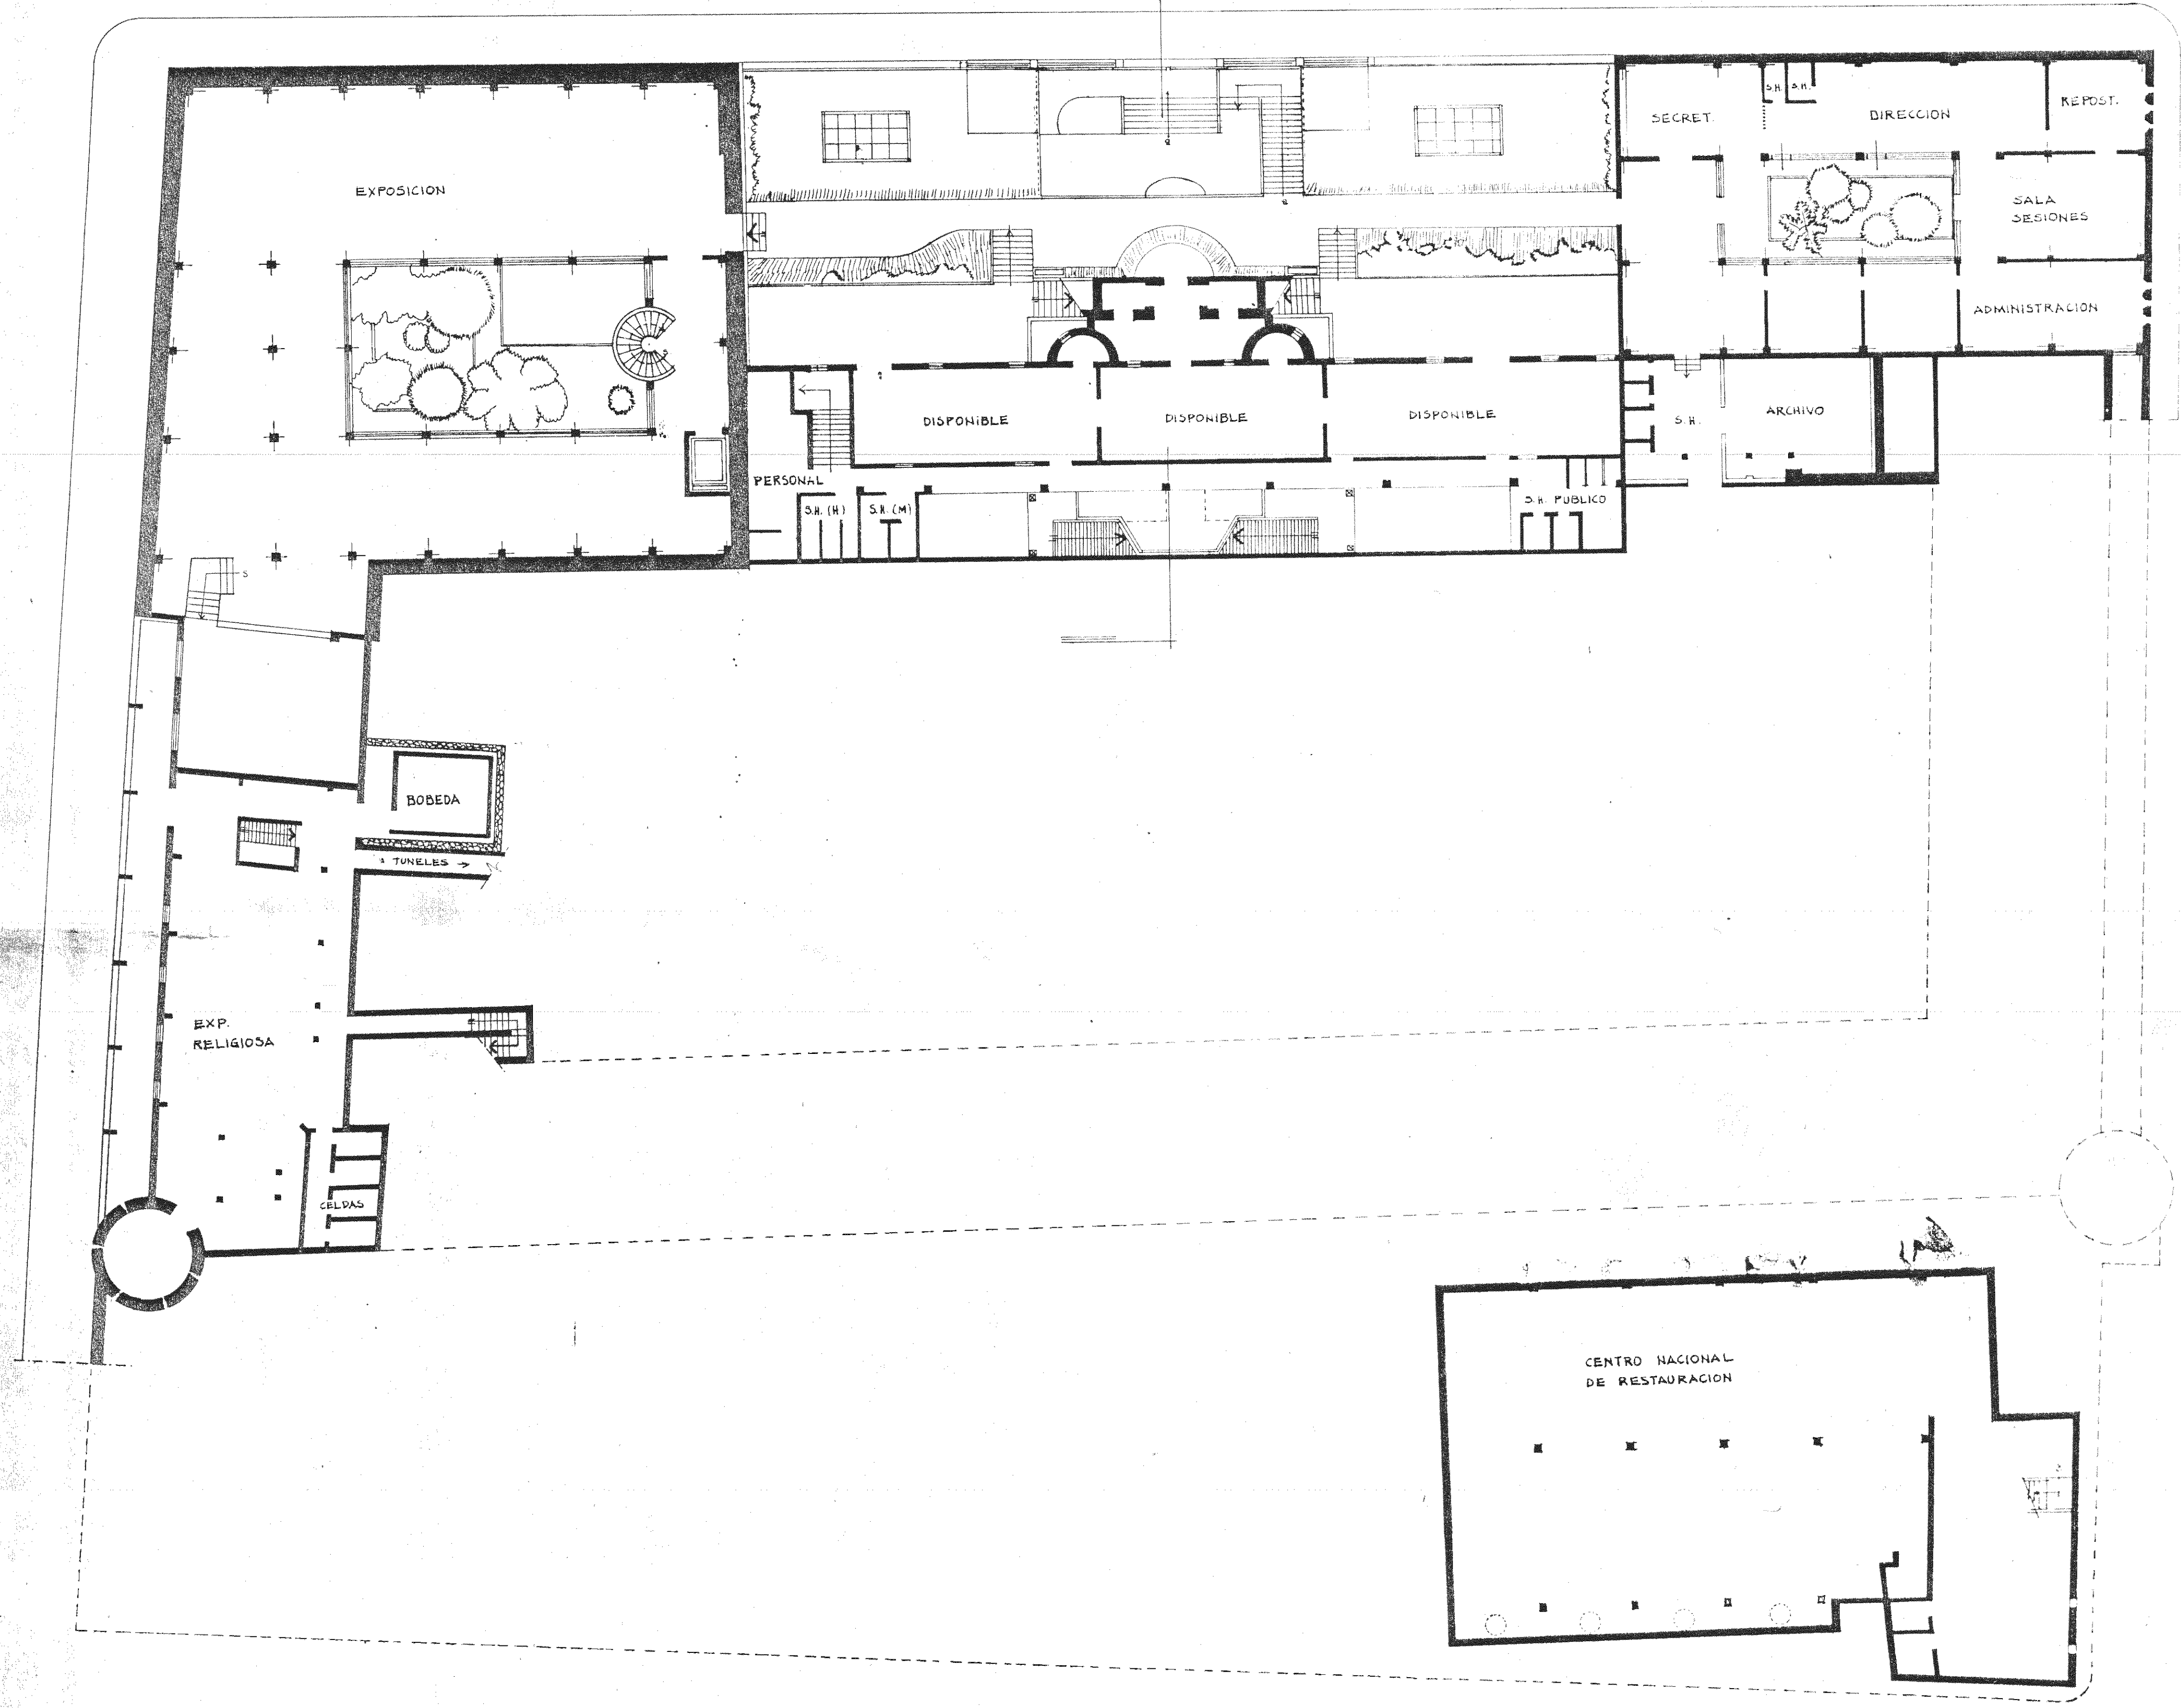 S.H.
S.H.
REPOST.
SECRET.
DIRECCION
EXPOSICION
SALA
SESIONES
ADMINISTRACION
DISPONIBLE
DISPONIBLE
DISPONIBLE
S.H.
ARCHIVO
PERSONAL
S.H. (H)
S.H. (M)
S.H. PUBLICO
S
BOBEDA
TUNELES
EXP.
RELIGIOSA
CELDAS
CENTRO NACIONAL
DE RESTAURACION